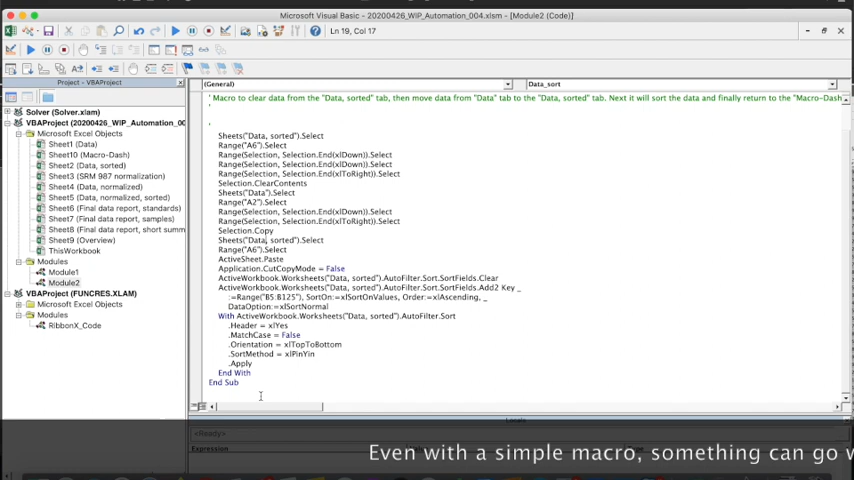 Microsoft Visual Basic - 20200426_WIP_Automation_004.xlsm - [Module2 (Code)]
Ln 19, Col 17
Project - VBAProject
(General)
Data_sort
Solver (Solver.xlam)
VBAProject (20200426_WIP_Automation_00
Microsoft Excel Objects
Sheet1 (Data)
Sheet10 (Macro-Dash)
Sheet2 (Data, sorted)
Sheet3 (SRM 987 normalization)
Sheet4 (Data, normalized)
Sheet5 (Data, normalized, sorted)
Sheet6 (Final data report, standards)
Sheet7 (Final data report, samples)
Sheet8 (Final data report, short summ
Sheet9 (Overview)
ThisWorkbook
Modules
Module1
Module2
VBAProject (FUNCRES.XLAM)
Microsoft Excel Objects
Modules
RibbonX_Code
' Macro to clear data from the "Data, sorted" tab, then move data from "Data" tab to the "Data, sorted" tab. Next it will sort the data and finally return to the "Macro-Dash
'
'
Sheets("Data, sorted").Select
Range("A6").Select
Range(Selection, Selection.End(xlDown)).Select
Range(Selection, Selection.End(xlDown)).Select
Range(Selection, Selection.End(xlToRight)).Select
Selection.ClearContents
Sheets("Data").Select
Range("A2").Select
Range(Selection, Selection.End(xlDown)).Select
Range(Selection, Selection.End(xlToRight)).Select
Selection.Copy
Sheets("Data, sorted").Select
Range("A6").Select
ActiveSheet.Paste
Application.CutCopyMode = False
ActiveWorkbook.Worksheets("Data, sorted").AutoFilter.Sort.SortFields.Clear
ActiveWorkbook.Worksheets("Data, sorted").AutoFilter.Sort.SortFields.Add2 Key _
:=Range("B5:B125"), SortOn:=xlSortOnValues, Order:=xlAscending, _
DataOption:=xlSortNormal
With ActiveWorkbook.Worksheets("Data, sorted").AutoFilter.Sort
.Header = xlYes
.MatchCase = False
.Orientation = xlTopToBottom
.SortMethod = xlPinYin
.Apply
End With
End Sub
Locals
<Ready>
Expression
Even with a simple macro, something can go w